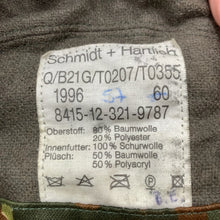 Schmidt + Hartlieh
Q/B21G/T0207/T0355
1996 57 60
8415-12-321-9787
Oberstoff: 80 % Baumwolle
20 % Polyester
Innenfutter: 100 % Schurwolle
Plüsch: 50 % Baumwolle
50 % Polyacryl